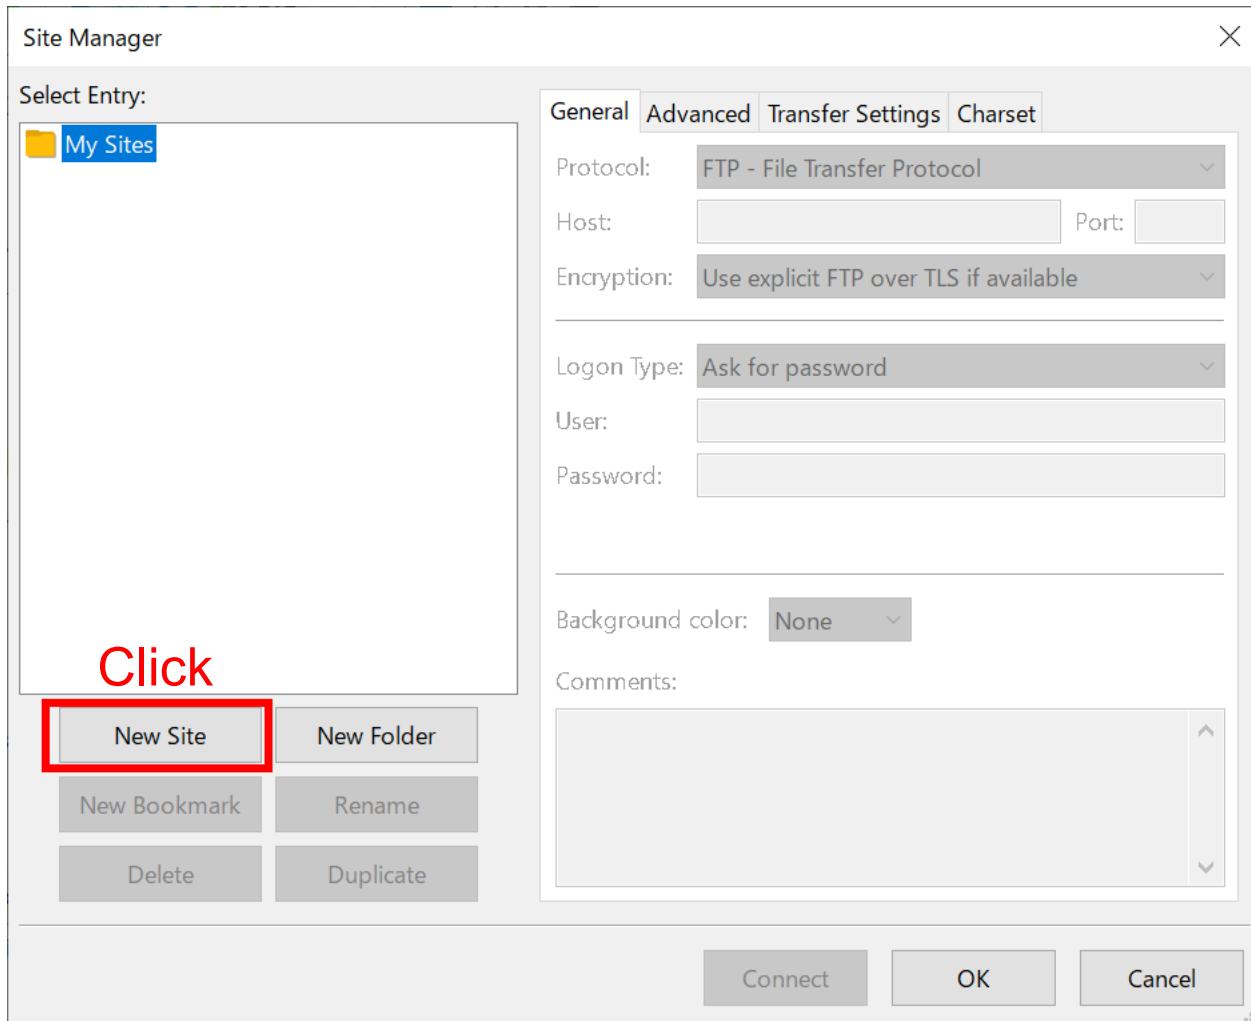 Site Manager
Select Entry:
My Sites
General Advanced Transfer Settings Charset
Protocol: FTP - File Transfer Protocol
Host: Port:
Encryption: Use explicit FTP over TLS if available
Logon Type: Ask for password
User:
Password:
Background color: None
Comments:
Click
New Site New Folder
New Bookmark Rename
Delete Duplicate
Connect OK Cancel